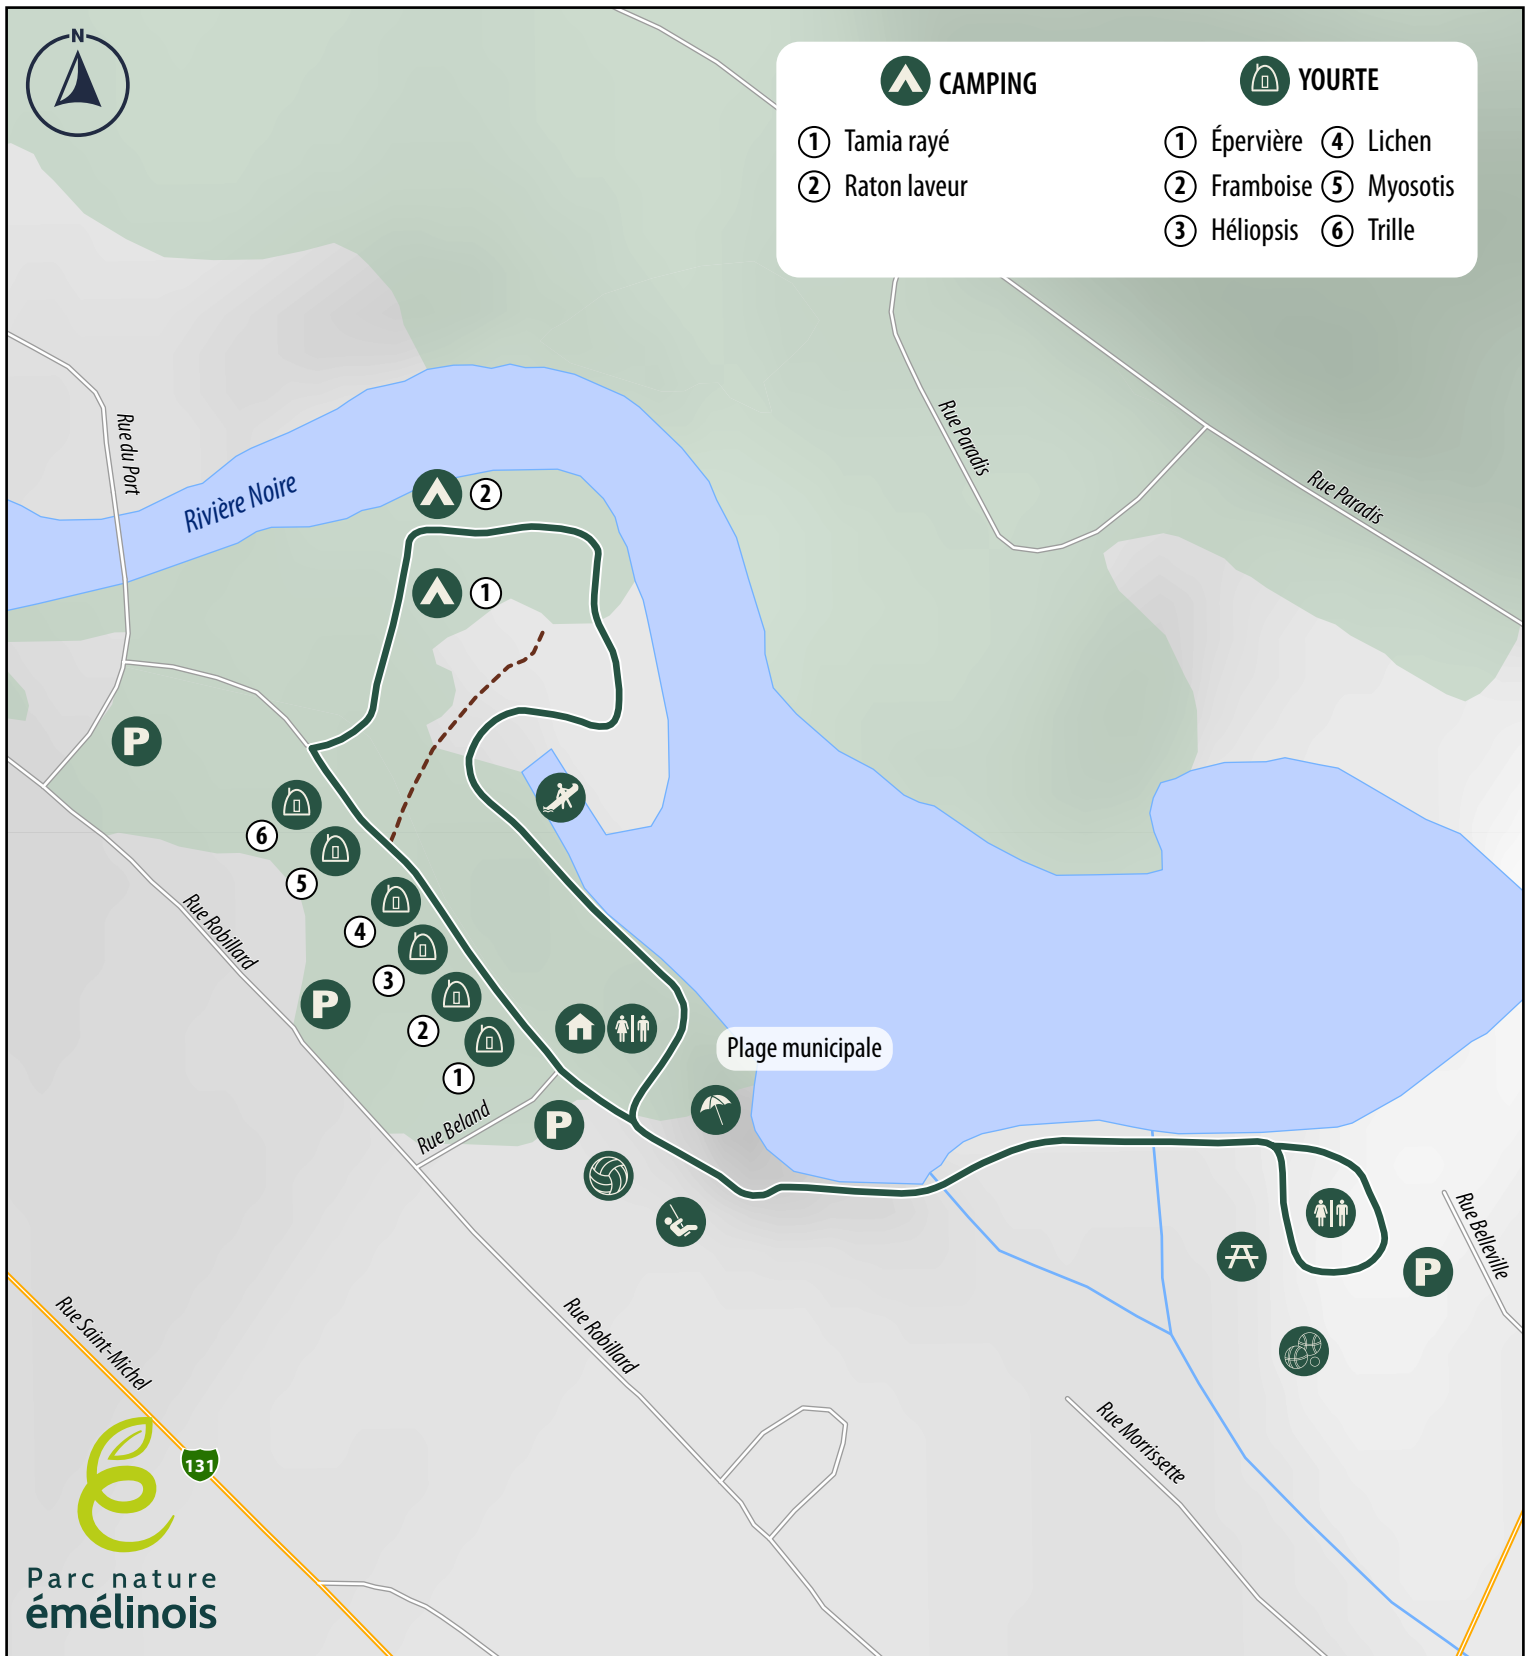 N
CAMPING
1 Tamia rayé
2 Raton laveur
YOURTE
1 Épervière 4 Lichen
2 Framboise 5 Myosotis
3 Héliopsis 6 Trille
Rue du Port
Rivière Noire
Rue Paradis
Rue Paradis
2
1
P
6
5
4
3
2
1
Rue Robillard
P
Plage municipale
Rue Beland
P
Rue Belleville
P
Rue Saint-Michel
Rue Robillard
Rue Morrissette
131
Parc nature
émélinois